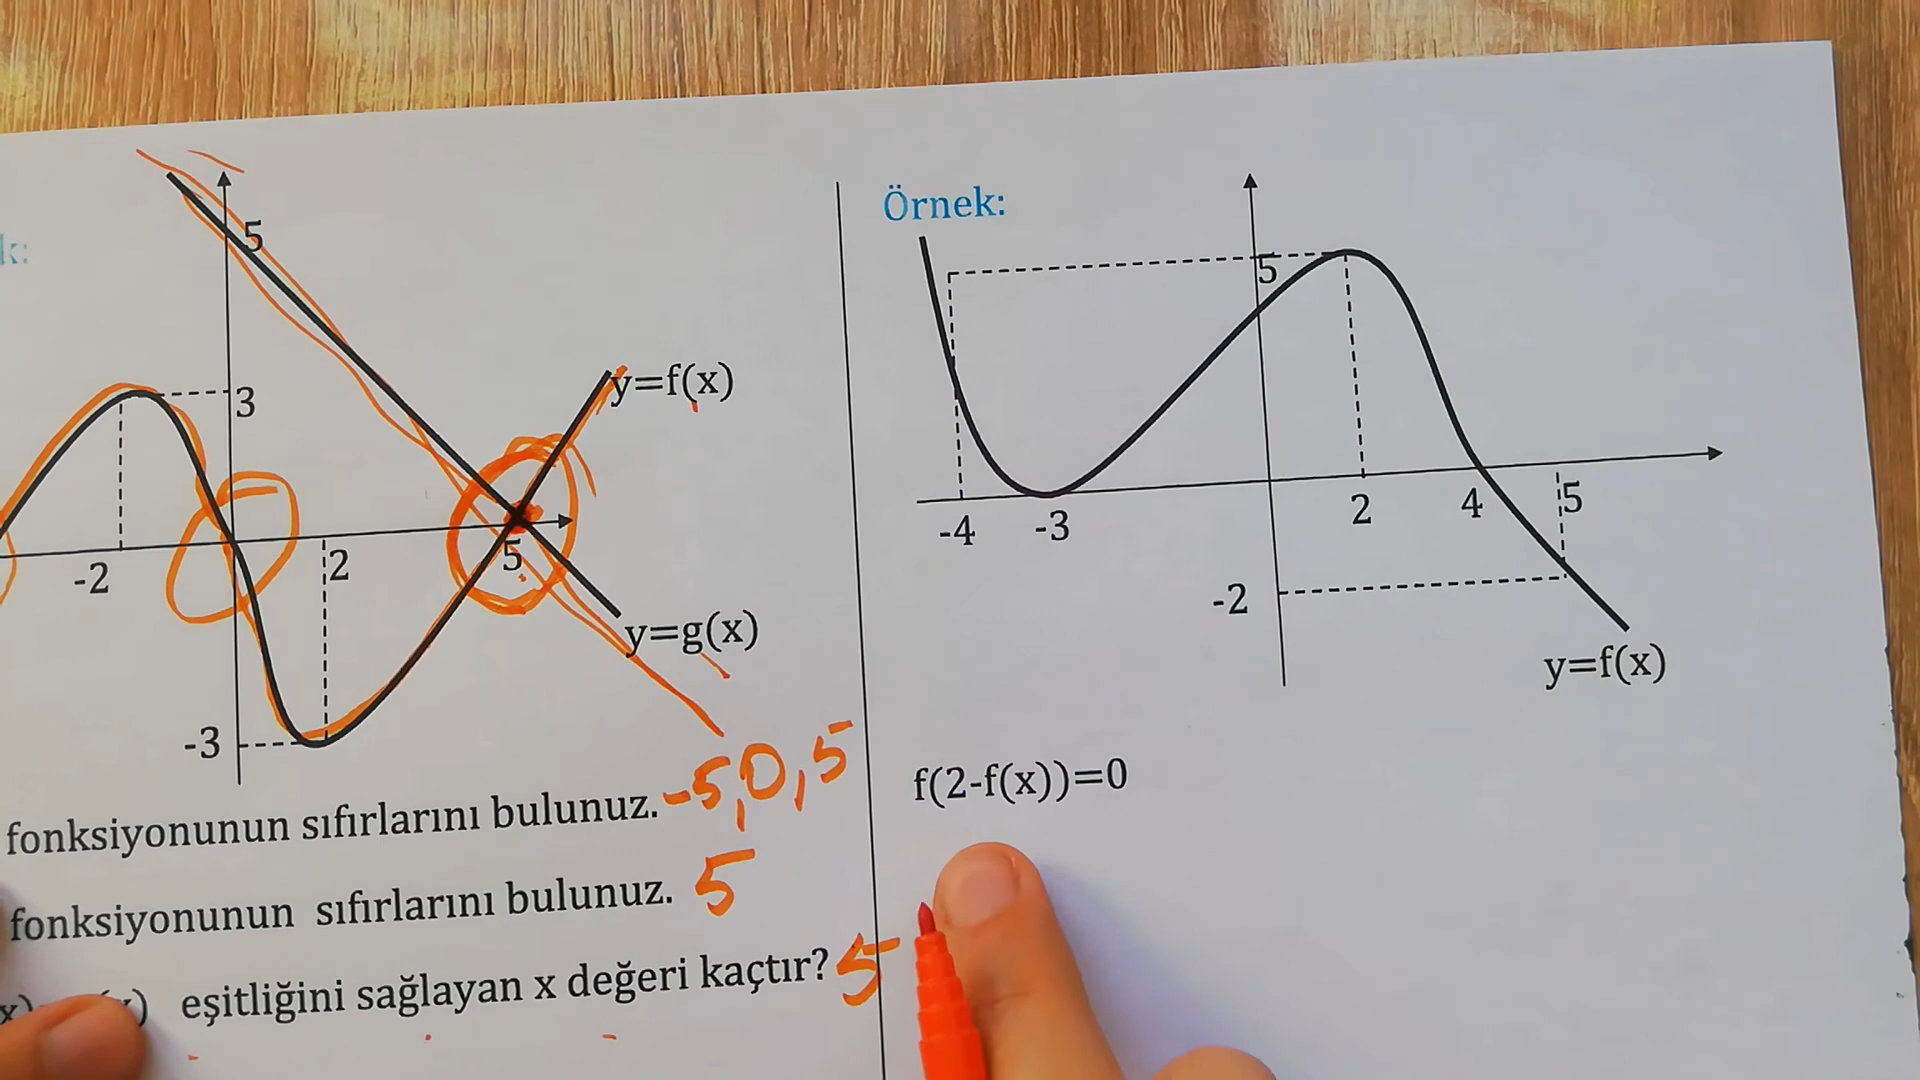 k:
5
3
y=f(x)
-2
2
5
y=g(x)
-3
fonksiyonunun sıfırlarını bulunuz. -5,0,5
fonksiyonunun sıfırlarını bulunuz. 5
eşitliğini sağlayan x değeri kaçtır? 5
Örnek:
5
-4
-3
2
4
5
-2
y=f(x)
f(2-f(x))=0